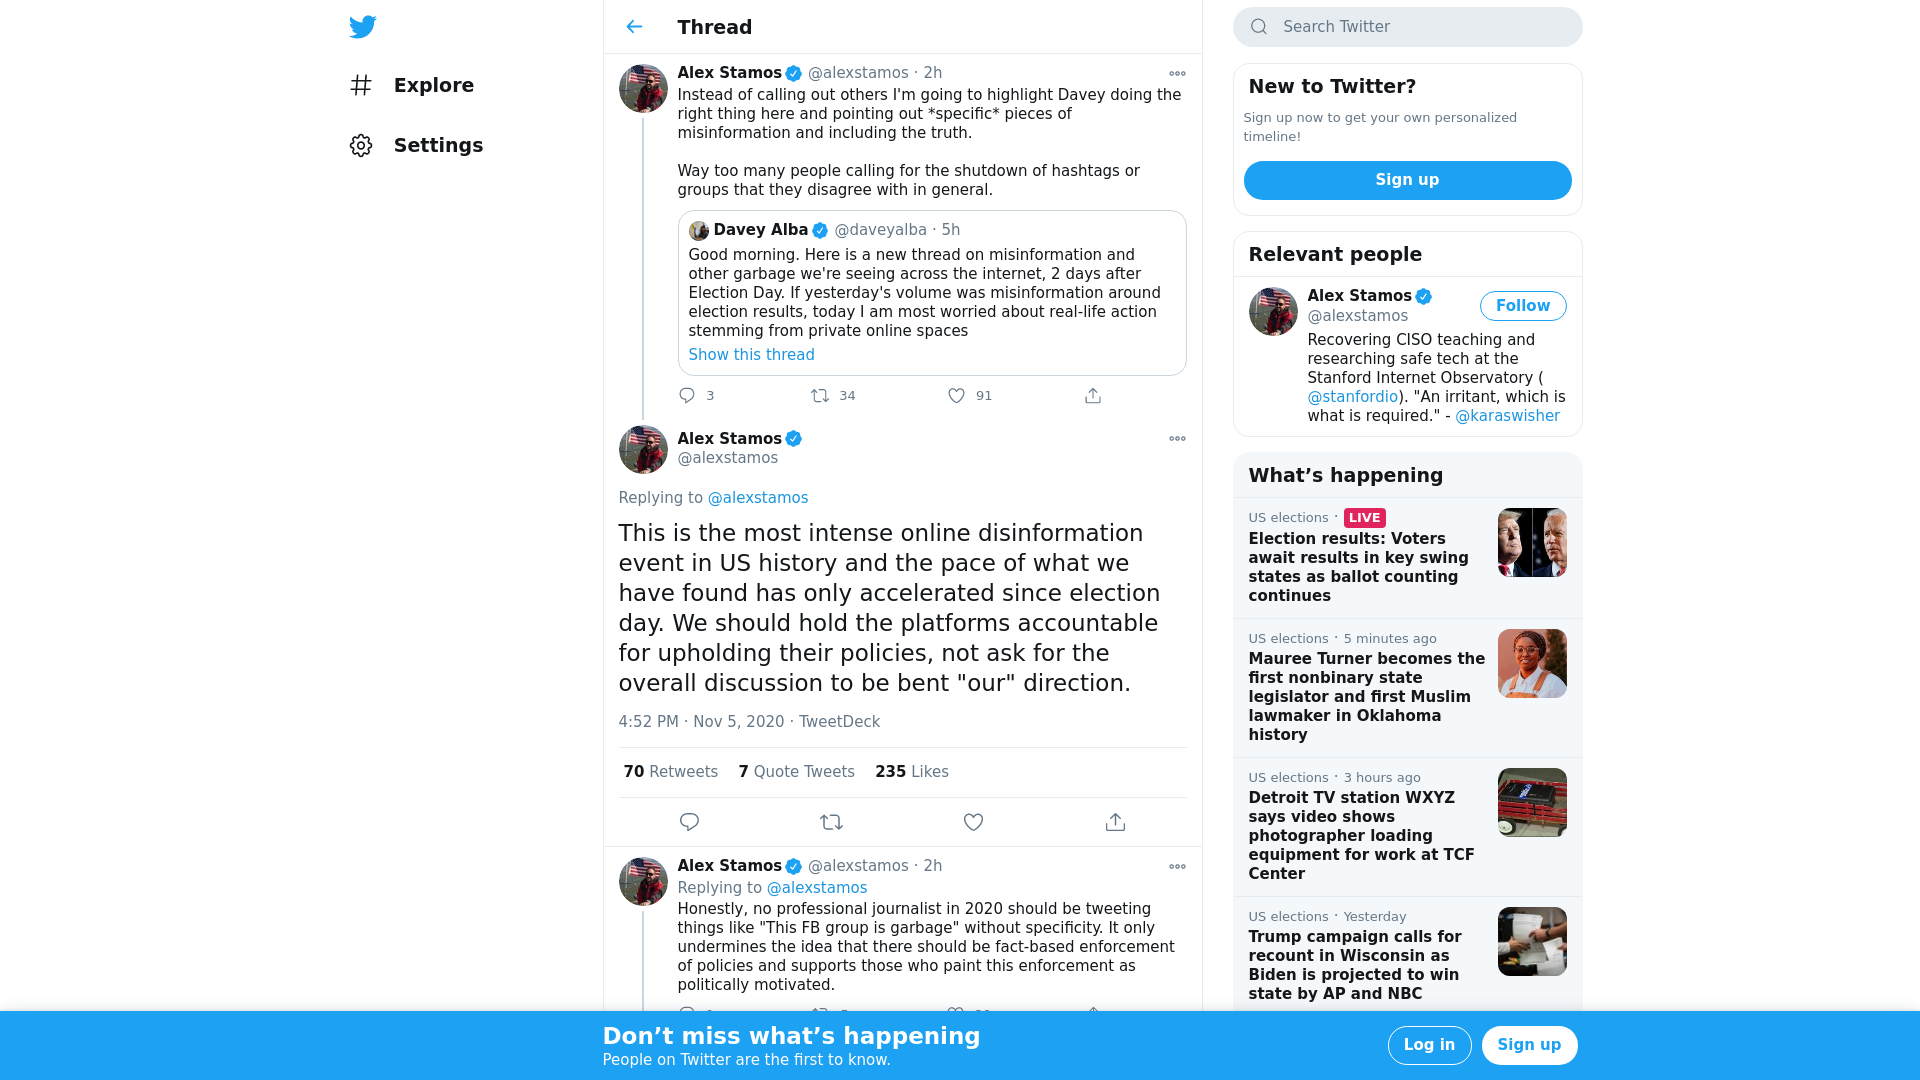 Explore
Settings
Thread
Alex Stamos @alexstamos · 2h
Instead of calling out others I'm going to highlight Davey doing the
right thing here and pointing out *specific* pieces of
misinformation and including the truth.
Way too many people calling for the shutdown of hashtags or
groups that they disagree with in general.
Davey Alba @daveyalba · 5h
Good morning. Here is a new thread on misinformation and
other garbage we're seeing across the internet, 2 days after
Election Day. If yesterday's volume was misinformation around
election results, today I am most worried about real-life action
stemming from private online spaces
Show this thread
3 34 91
Alex Stamos
@alexstamos
Replying to @alexstamos
This is the most intense online disinformation
event in US history and the pace of what we
have found has only accelerated since election
day. We should hold the platforms accountable
for upholding their policies, not ask for the
overall discussion to be bent "our" direction.
4:52 PM · Nov 5, 2020 · TweetDeck
70 Retweets 7 Quote Tweets 235 Likes
Alex Stamos @alexstamos · 2h
Replying to @alexstamos
Honestly, no professional journalist in 2020 should be tweeting
things like "This FB group is garbage" without specificity. It only
undermines the idea that there should be fact-based enforcement
of policies and supports those who paint this enforcement as
politically motivated.
Search Twitter
New to Twitter?
Sign up now to get your own personalized
timeline!
Sign up
Relevant people
Alex Stamos
@alexstamos
Follow
Recovering CISO teaching and
researching safe tech at the
Stanford Internet Observatory (
@stanfordio). "An irritant, which is
what is required." - @karaswisher
What's happening
US elections · LIVE
Election results: Voters
await results in key swing
states as ballot counting
continues
US elections · 5 minutes ago
Mauree Turner becomes the
first nonbinary state
legislator and first Muslim
lawmaker in Oklahoma
history
US elections · 3 hours ago
Detroit TV station WXYZ
says video shows
photographer loading
equipment for work at TCF
Center
US elections · Yesterday
Trump campaign calls for
recount in Wisconsin as
Biden is projected to win
state by AP and NBC
Don't miss what's happening
People on Twitter are the first to know.
Log in
Sign up